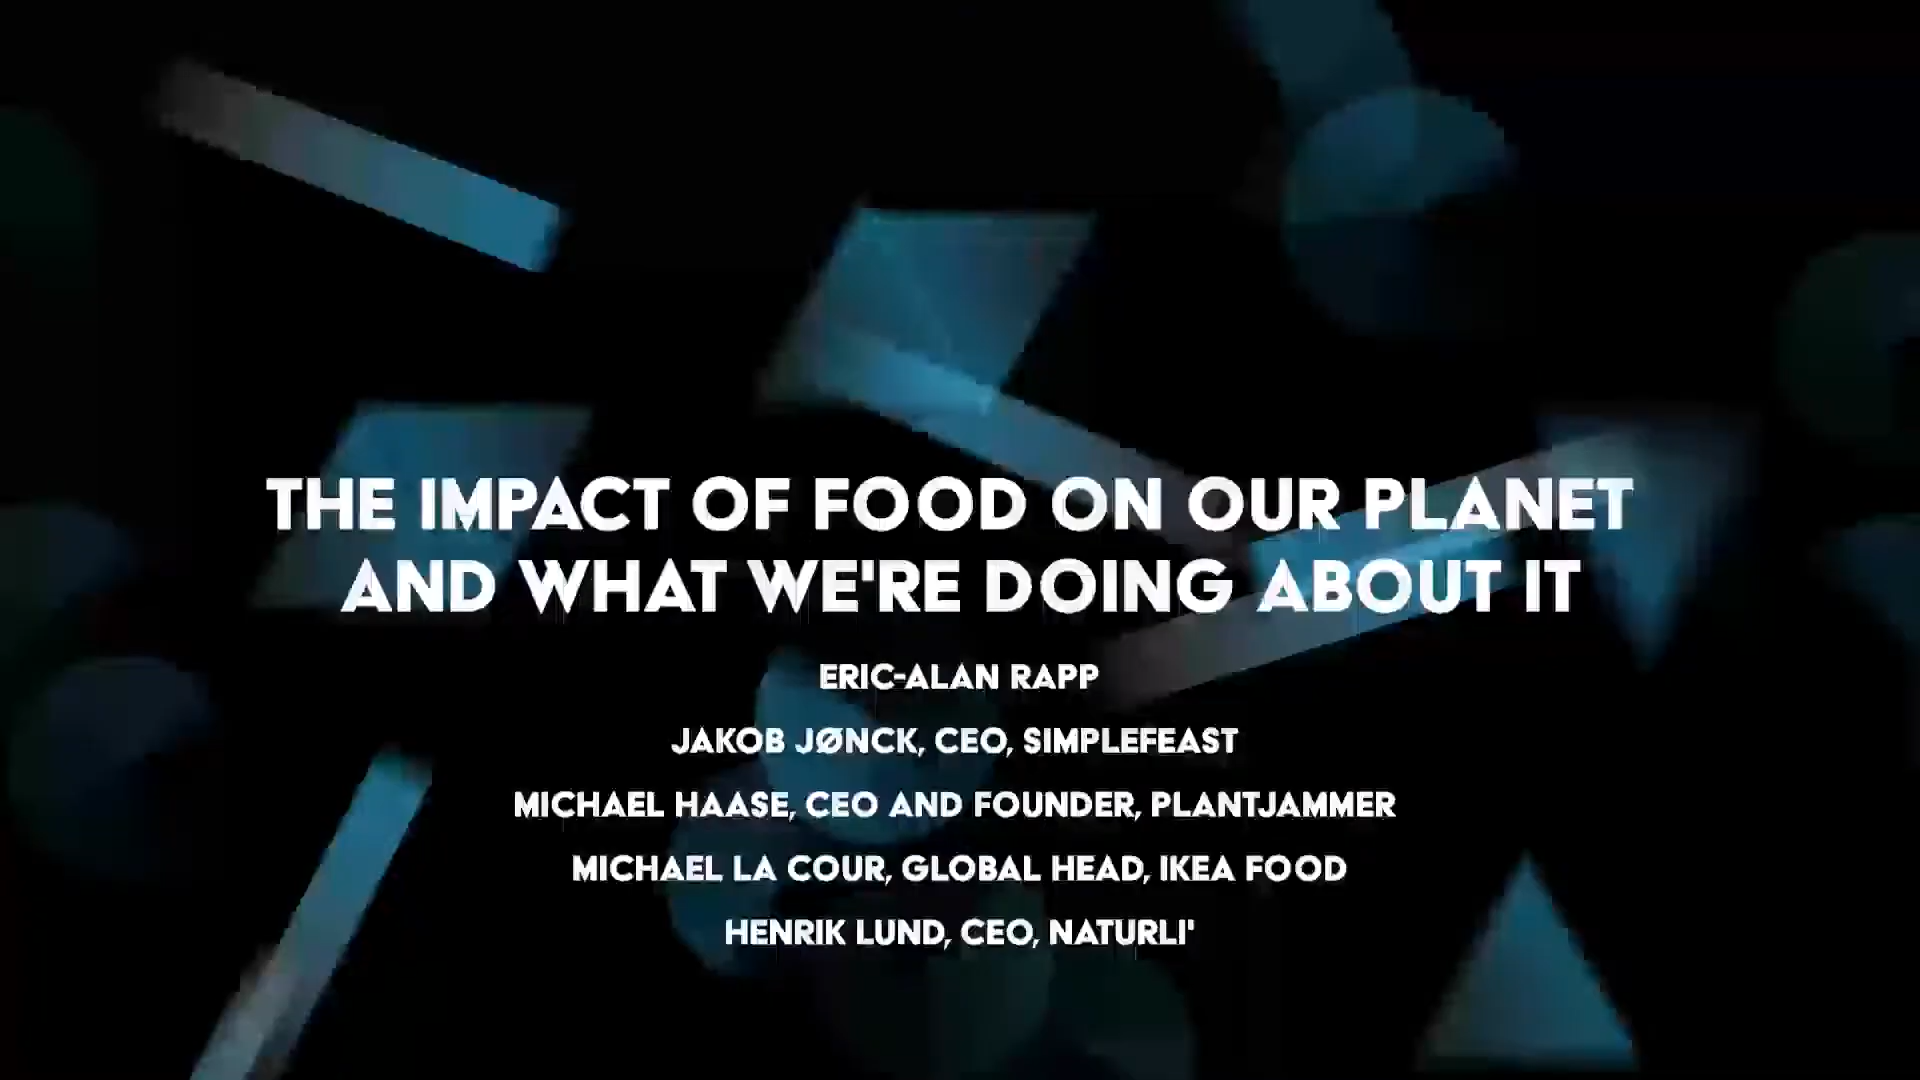 THE IMPACT OF FOOD ON OUR PLANET
AND WHAT WE'RE DOING ABOUT IT
ERIC-ALAN RAPP
JAKOB JØNCK, CEO, SIMPLEFEAST
MICHAEL HAASE, CEO AND FOUNDER, PLANTJAMMER
MICHAEL LA COUR, GLOBAL HEAD, IKEA FOOD
HENRIK LUND, CEO, NATURLI'